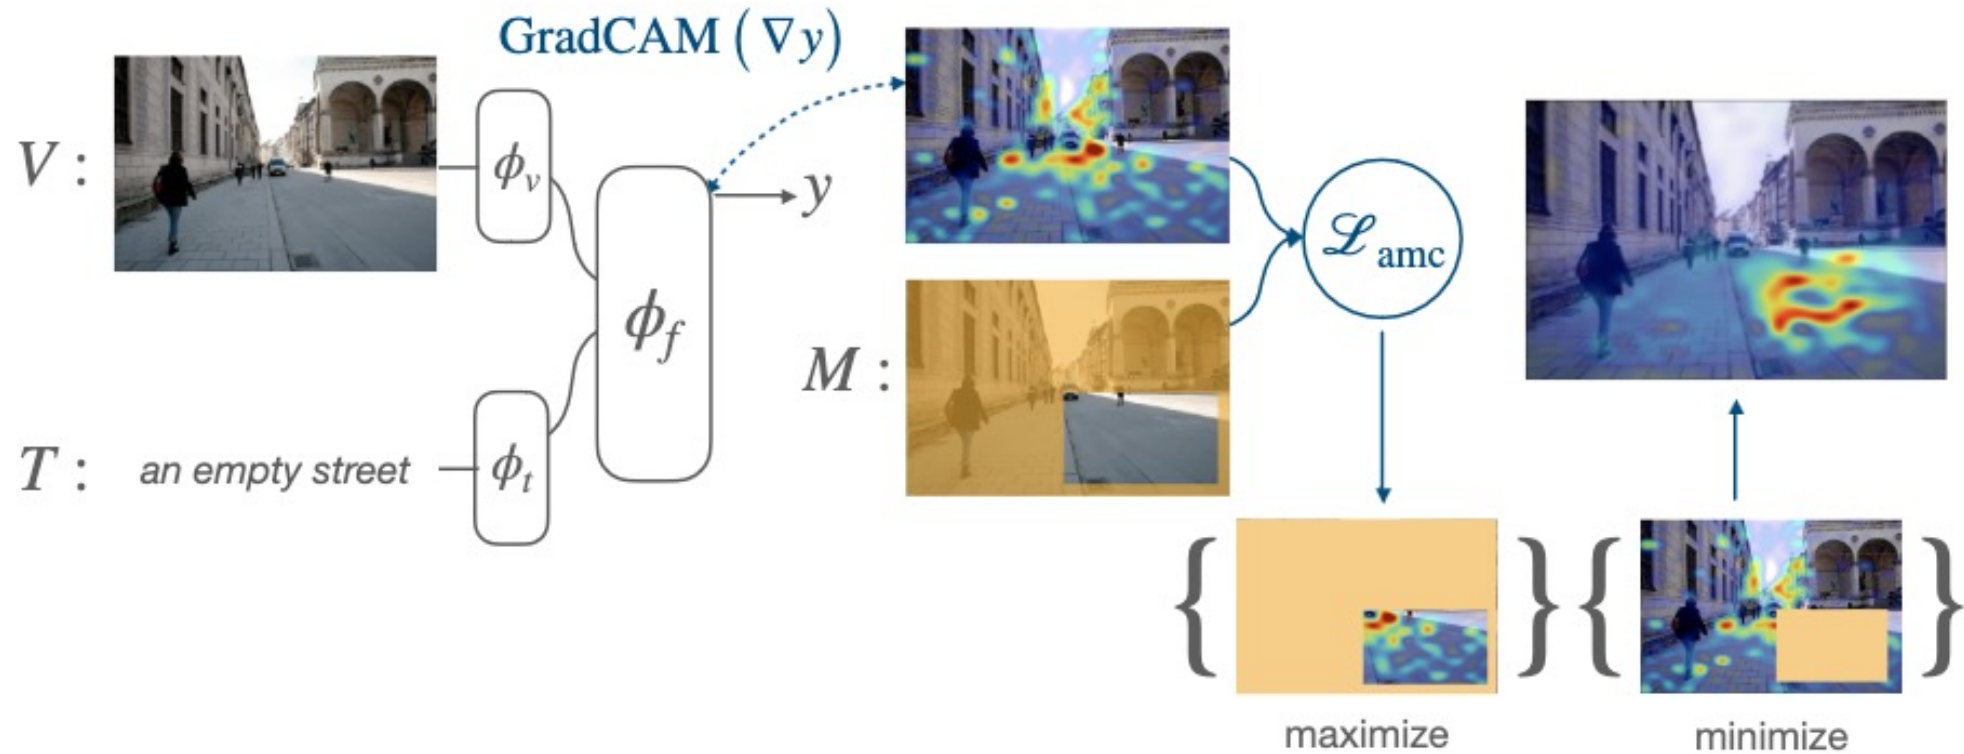 GradCAM (∇y)
V :
ϕv
y
ϕf
ℒamc
M :
T :
an empty street
ϕt
{ } { }
maximize
minimize